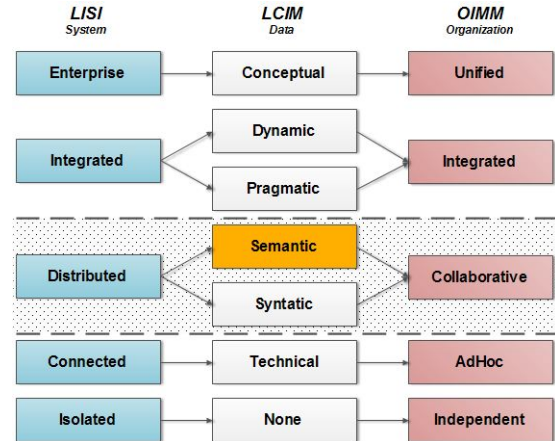 LISI LCIM OIMM
System Data Organization
Enterprise Conceptual Unified
Dynamic
Integrated Integrated
Pragmatic
Semantic
Distributed Collaborative
Syntatic
Connected Technical AdHoc
Isolated None Independent